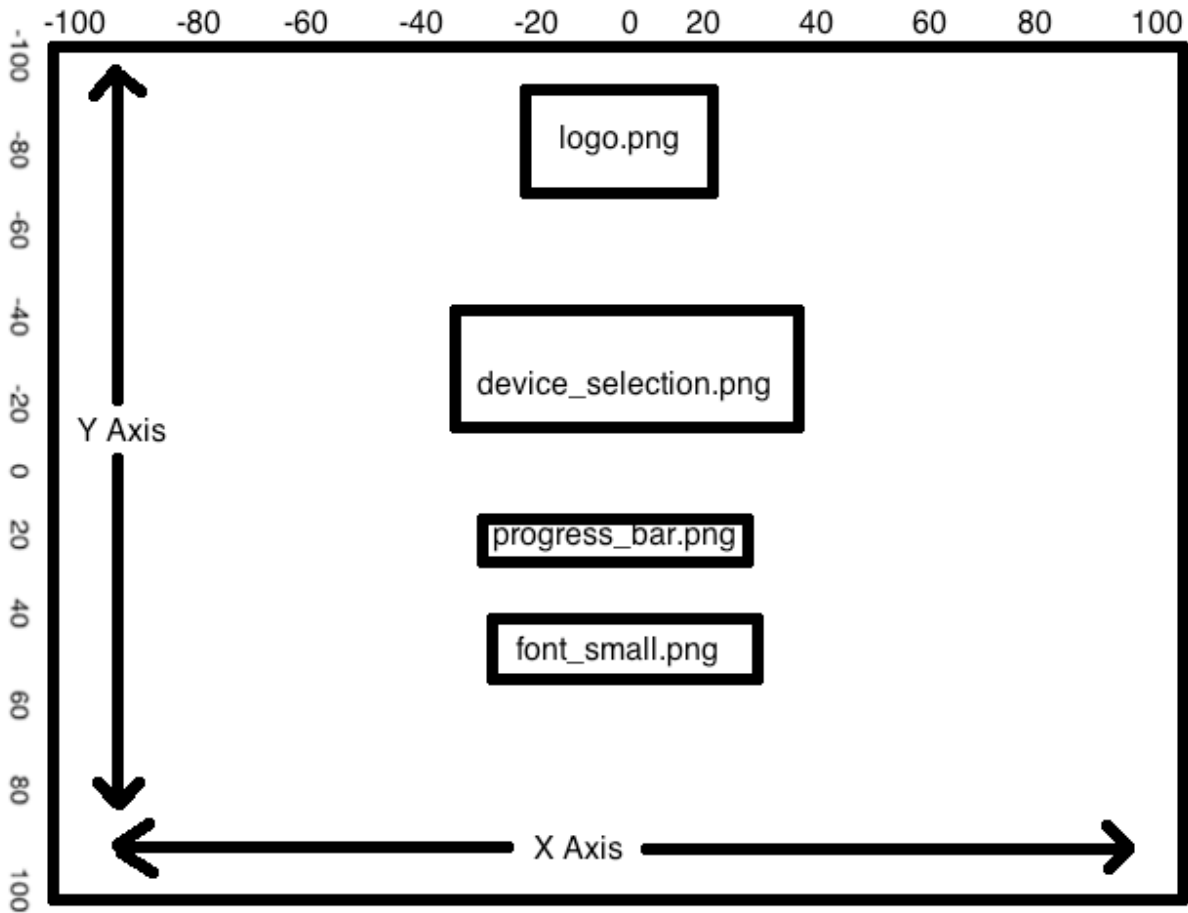 -100 -80 -60 -40 -20 0 20 40 60 80 100
-100
-80
-60
-40
-20
0
20
40
60
80
100
logo.png
device_selection.png
Y Axis
progress_bar.png
font_small.png
X Axis